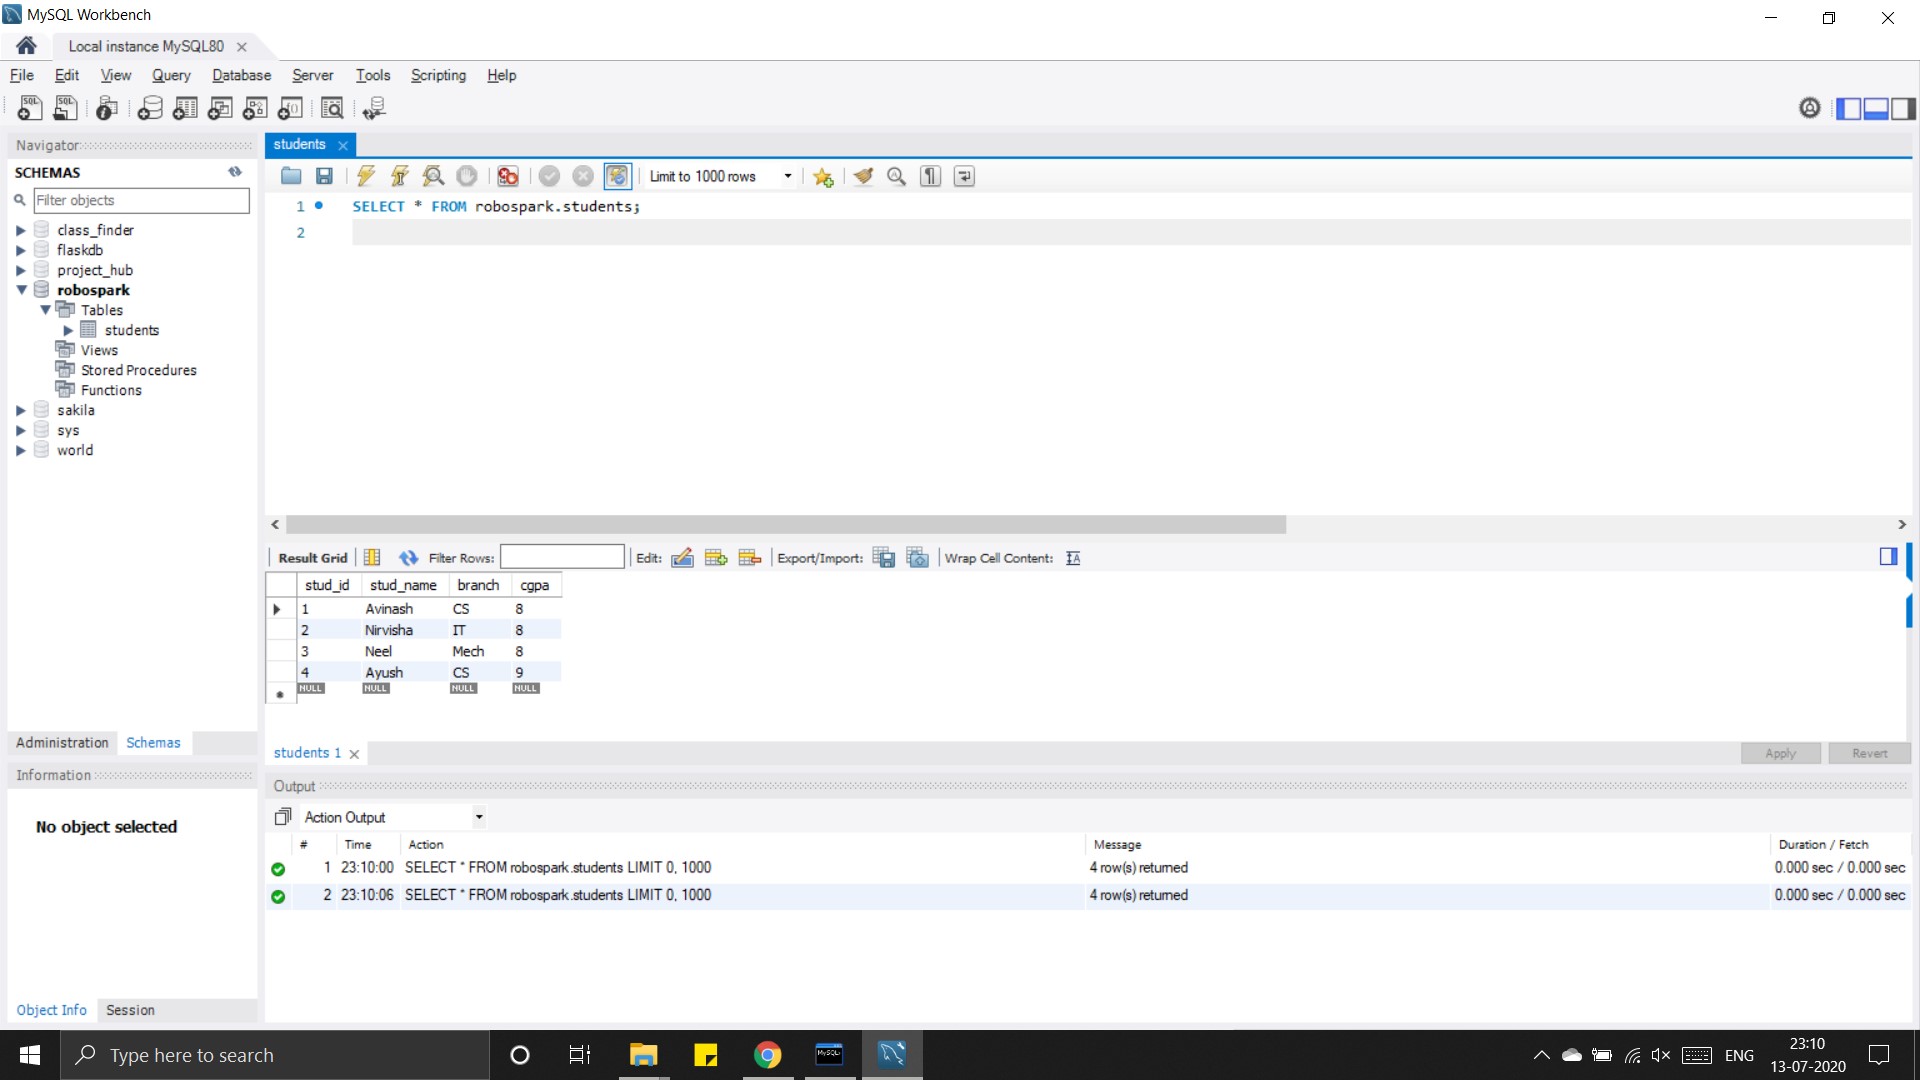 MySQL Workbench
Local instance MySQL80
File Edit View Query Database Server Tools Scripting Help
Navigator
SCHEMAS
Filter objects
class_finder
flaskdb
project_hub
robospark
Tables
students
Views
Stored Procedures
Functions
sakila
sys
world
Administration Schemas
Information
No object selected
Object Info Session
students
Limit to 1000 rows
1 SELECT * FROM robospark.students;
2
Result Grid Filter Rows: Edit: Export/Import: Wrap Cell Content:
stud_id stud_name branch cgpa
1 Avinash CS 8
2 Nirvisha IT 8
3 Neel Mech 8
4 Ayush CS 9
NULL NULL NULL NULL
students 1
Apply Revert
Output
Action Output
# Time Action Message Duration / Fetch
1 23:10:00 SELECT * FROM robospark.students LIMIT 0, 1000 4 row(s) returned 0.000 sec / 0.000 sec
2 23:10:06 SELECT * FROM robospark.students LIMIT 0, 1000 4 row(s) returned 0.000 sec / 0.000 sec
Type here to search
ENG
23:10
13-07-2020